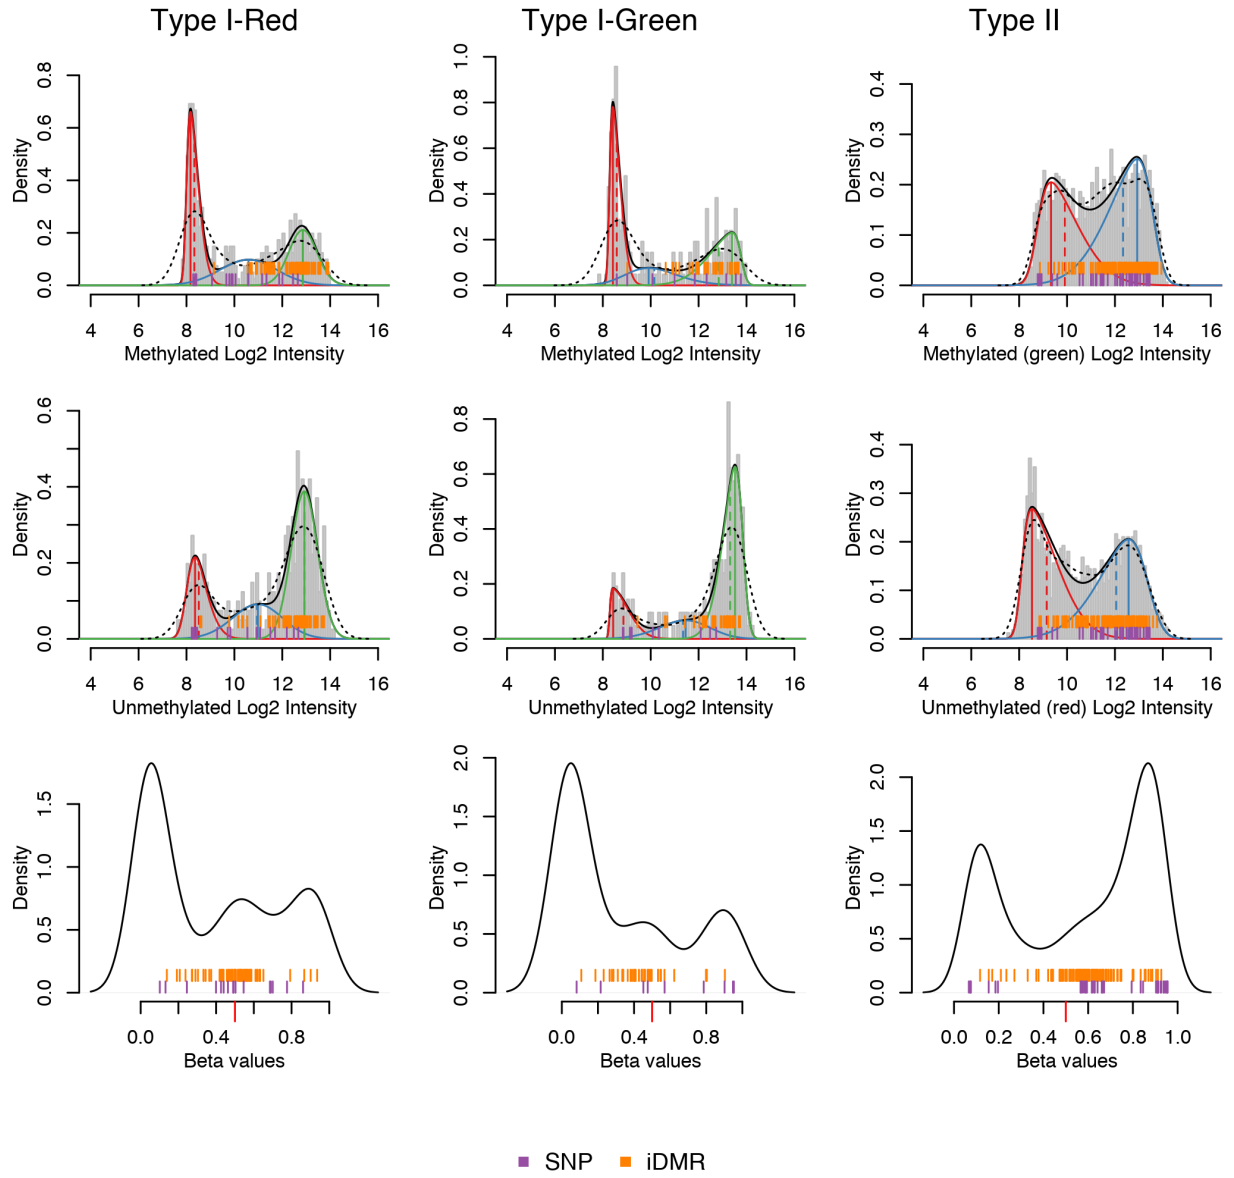 Type I-Red Type I-Green Type II
Density 0.0 0.2 0.4 0.6 0.8
4 6 8 10 12 14 16
Methylated Log2 Intensity
Density 0.0 0.2 0.4 0.6 0.8 1.0
4 6 8 10 12 14 16
Methylated Log2 Intensity
Density 0.0 0.1 0.2 0.3 0.4
4 6 8 10 12 14 16
Methylated (green) Log2 Intensity
Density 0.0 0.2 0.4 0.6
4 6 8 10 12 14 16
Unmethylated Log2 Intensity
Density 0.0 0.2 0.4 0.6 0.8
4 6 8 10 12 14 16
Unmethylated Log2 Intensity
Density 0.0 0.1 0.2 0.3 0.4
4 6 8 10 12 14 16
Unmethylated (red) Log2 Intensity
Density 0.0 0.5 1.0 1.5
0.0 0.4 0.8
Beta values
Density 0.0 0.5 1.0 1.5 2.0
0.0 0.4 0.8
Beta values
Density 0.0 0.5 1.0 1.5 2.0
0.0 0.2 0.4 0.6 0.8 1.0
Beta values
SNP iDMR